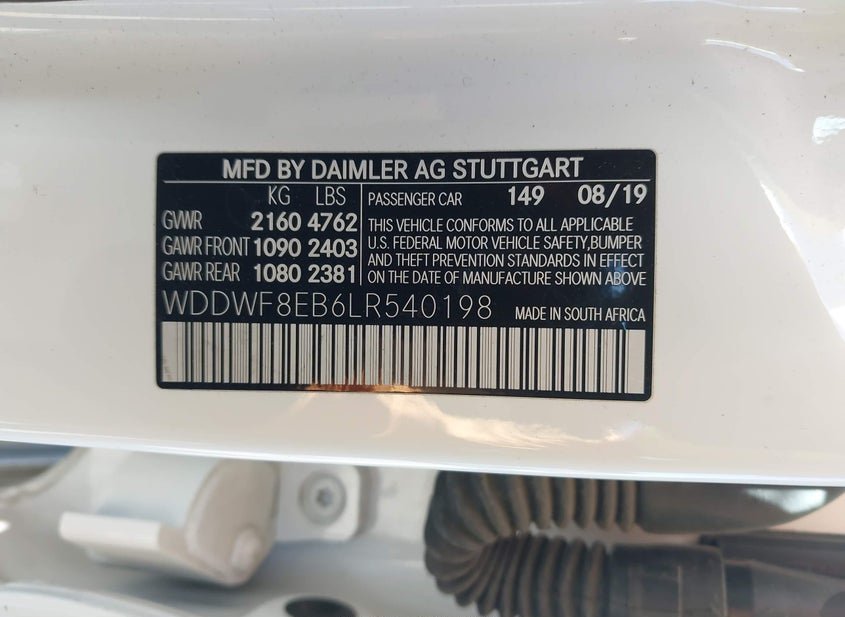 MFD BY DAIMLER AG STUTTGART
KG LBS
GVWR 2160 4762
GAWR FRONT 1090 2403
GAWR REAR 1080 2381
PASSENGER CAR 149 08/19
THIS VEHICLE CONFORMS TO ALL APPLICABLE
U.S. FEDERAL MOTOR VEHICLE SAFETY,BUMPER
AND THEFT PREVENTION STANDARDS IN EFFECT
ON THE DATE OF MANUFACTURE SHOWN ABOVE
WDDWF8EB6LR540198
MADE IN SOUTH AFRICA